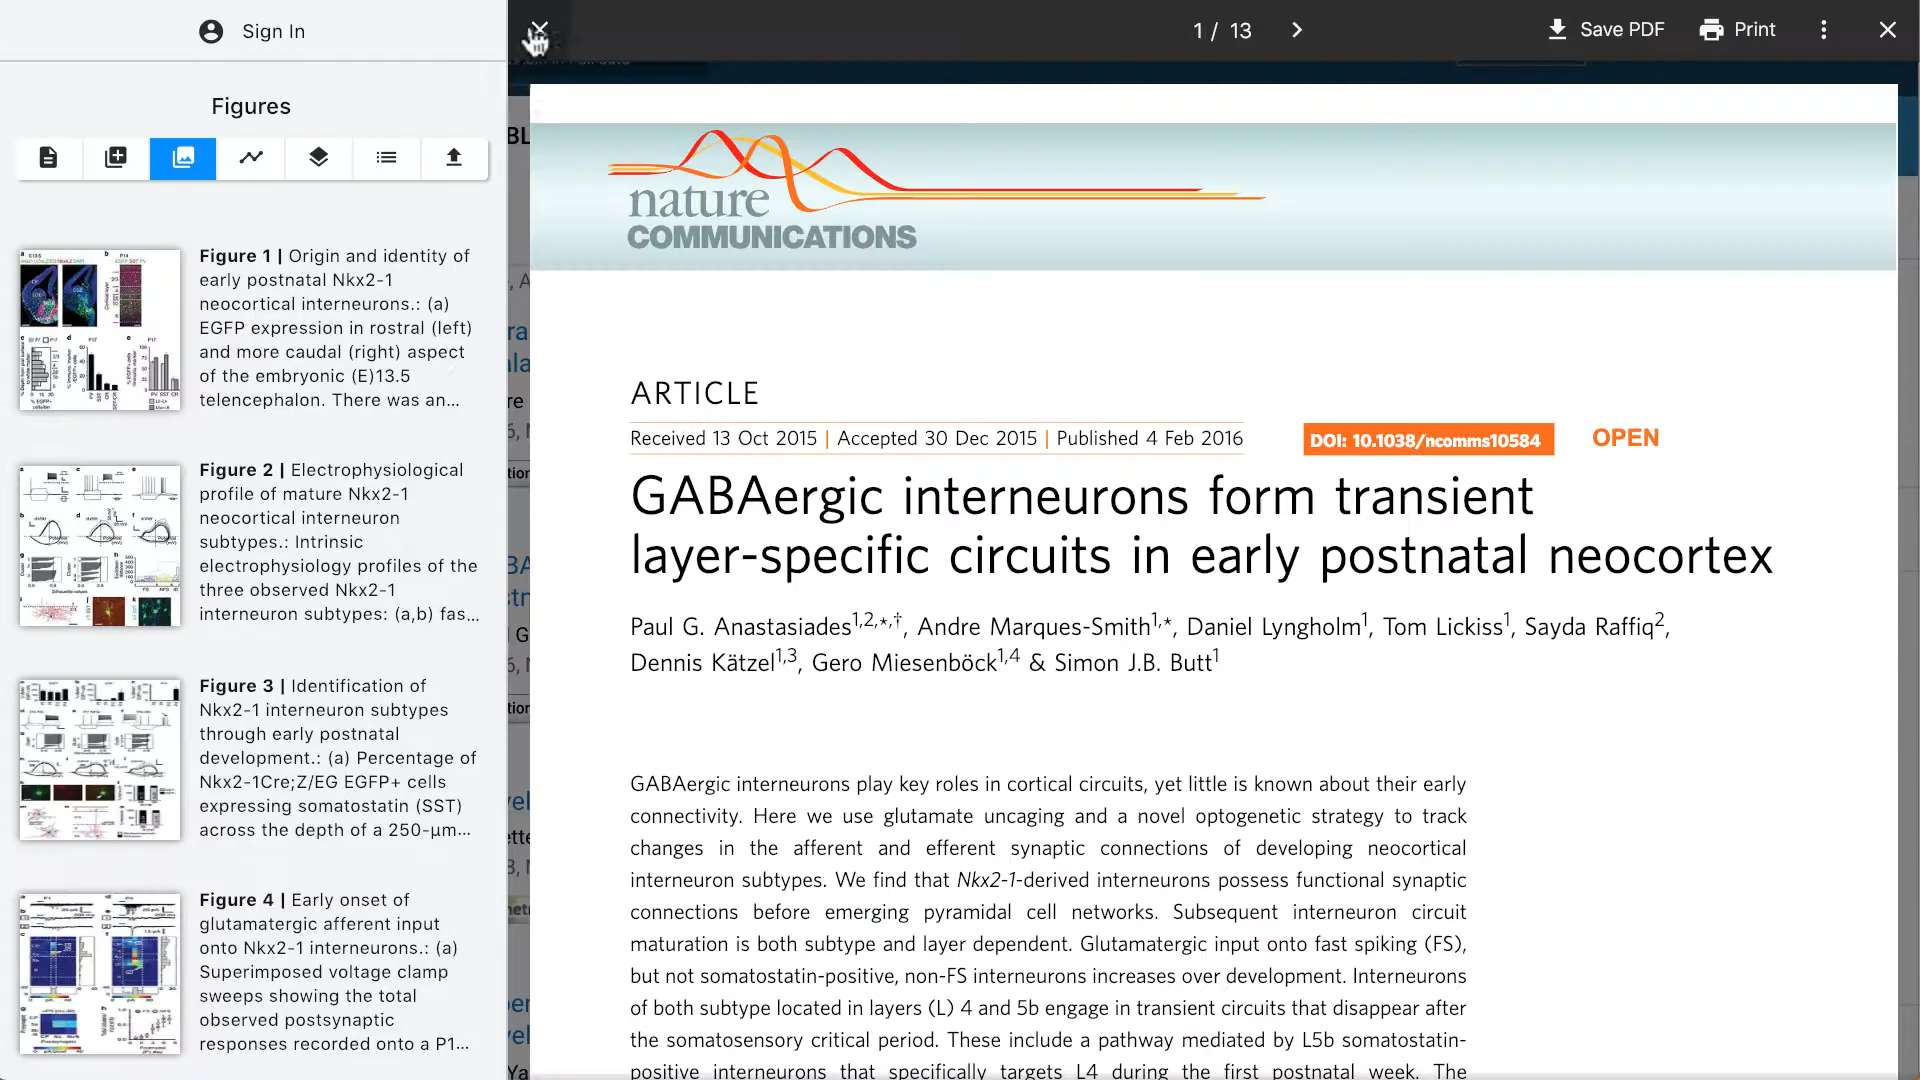 Sign In
1 / 13
Save PDF
Print
Figures
Figure 1 | Origin and identity of
early postnatal Nkx2-1
neocortical interneurons.: (a)
EGFP expression in rostral (left)
and more caudal (right) aspect
of the embryonic (E)13.5
telencephalon. There was an...
Figure 2 | Electrophysiological
profile of mature Nkx2-1
neocortical interneuron
subtypes.: Intrinsic
electrophysiology profiles of the
three observed Nkx2-1
interneuron subtypes: (a,b) fas...
Figure 3 | Identification of
Nkx2-1 interneuron subtypes
through early postnatal
development.: (a) Percentage of
Nkx2-1Cre;Z/EG EGFP+ cells
expressing somatostatin (SST)
across the depth of a 250-μm...
Figure 4 | Early onset of
glutamatergic afferent input
onto Nkx2-1 interneurons.: (a)
Superimposed voltage clamp
sweeps showing the total
observed postsynaptic
responses recorded onto a P1...
nature
COMMUNICATIONS
ARTICLE
Received 13 Oct 2015 | Accepted 30 Dec 2015 | Published 4 Feb 2016
DOI: 10.1038/ncomms10584
OPEN
GABAergic interneurons form transient
layer-specific circuits in early postnatal neocortex
Paul G. Anastasiades1,2,*,†, Andre Marques-Smith1,*, Daniel Lyngholm1, Tom Lickiss1, Sayda Raffiq2,
Dennis Kätzel1,3, Gero Miesenböck1,4 & Simon J.B. Butt1
GABAergic interneurons play key roles in cortical circuits, yet little is known about their early
connectivity. Here we use glutamate uncaging and a novel optogenetic strategy to track
changes in the afferent and efferent synaptic connections of developing neocortical
interneuron subtypes. We find that Nkx2-1-derived interneurons possess functional synaptic
connections before emerging pyramidal cell networks. Subsequent interneuron circuit
maturation is both subtype and layer dependent. Glutamatergic input onto fast spiking (FS),
but not somatostatin-positive, non-FS interneurons increases over development. Interneurons
of both subtype located in layers (L) 4 and 5b engage in transient circuits that disappear after
the somatosensory critical period. These include a pathway mediated by L5b somatostatin-
positive interneurons that specifically targets L4 during the first postnatal week. The